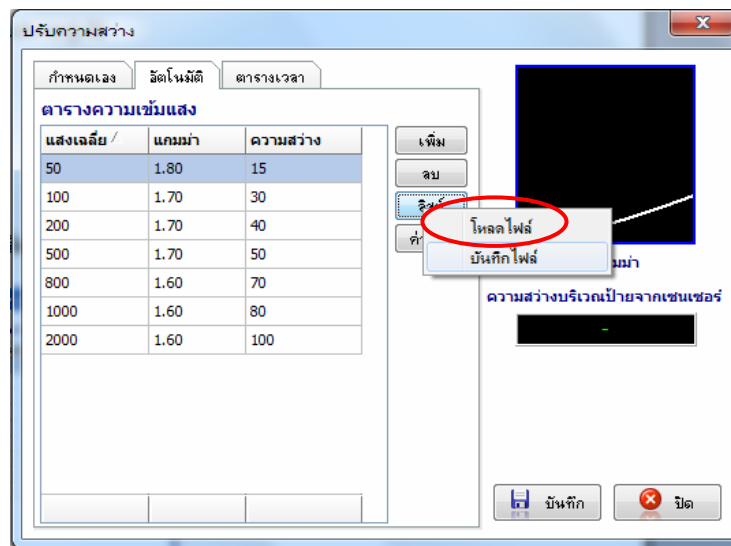 ปรับความสว่าง
X
กำหนดเอง อัตโนมัติ ตารางเวลา
ตารางความเข้มแสง
แสงเฉลี่ย แกมม่า ความสว่าง
50 1.80 15
100 1.70 30
200 1.70 40
500 1.70 50
800 1.60 70
1000 1.60 80
2000 1.60 100
เพิ่ม
ลบ
โหลดไฟล์
บันทึกไฟล์
ความสว่างบริเวณป้ายจากเซนเซอร์
-
บันทึก ปิด